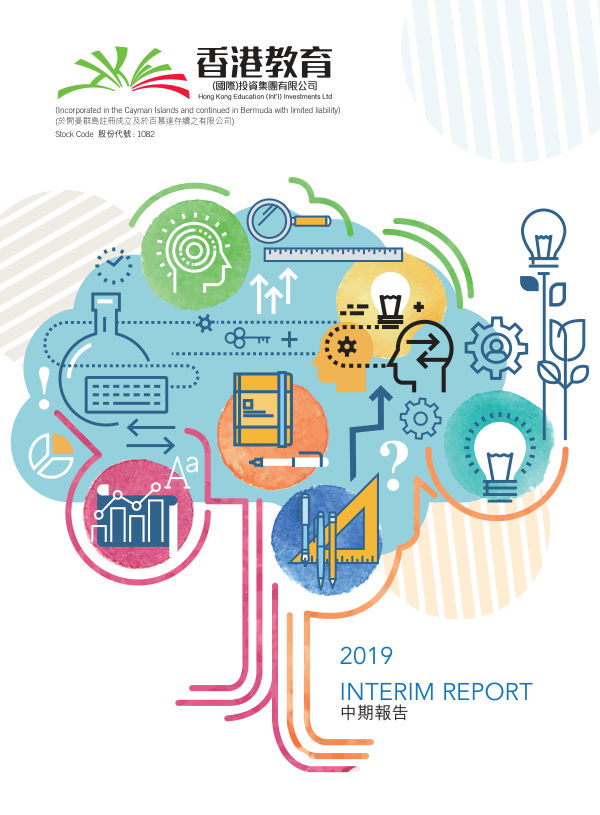 香港教育
(國際)投資集團有限公司
Hong Kong Education (Int'l) Investments Ltd
(Incorporated in the Cayman Islands and continued in Bermuda with limited liability)
(於開曼群島註冊成立及於百慕達存續之有限公司)
Stock Code 股份代號 : 1082
!
?
Aa
2019
INTERIM REPORT
中期報告